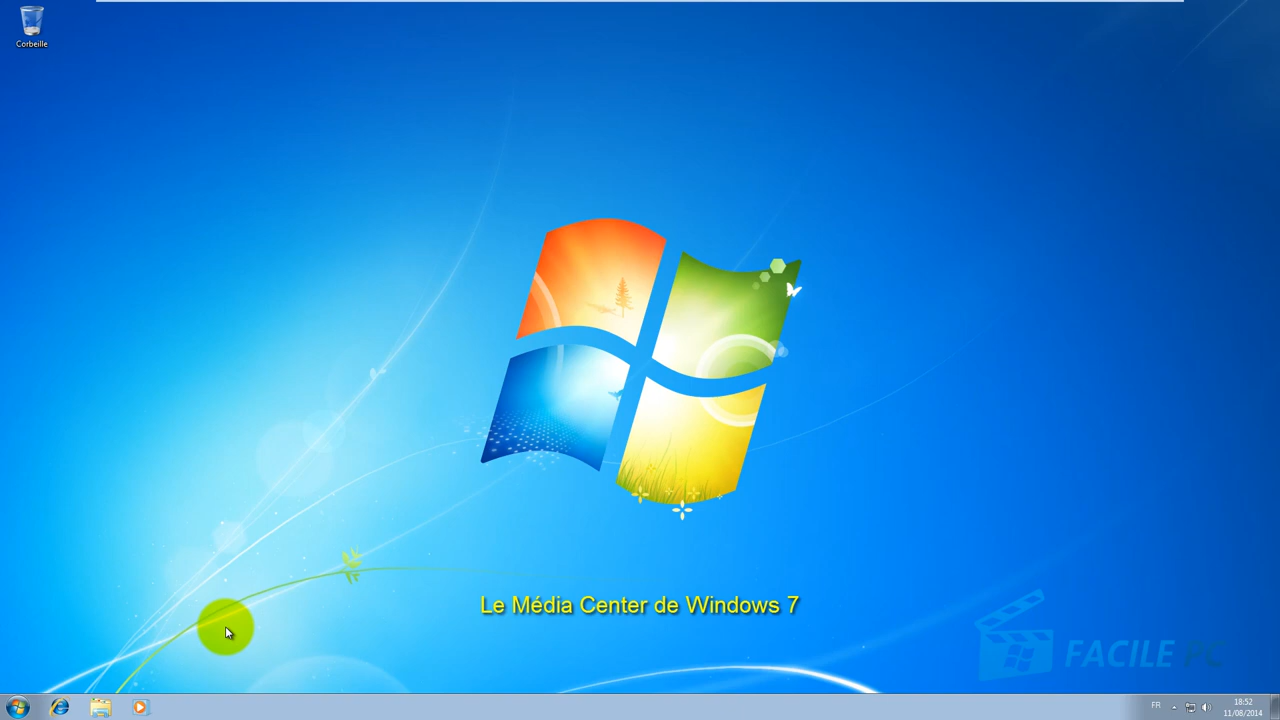 Corbeille
Le Média Center de Windows 7
FACILE PC
FR
18:52
11/08/2014